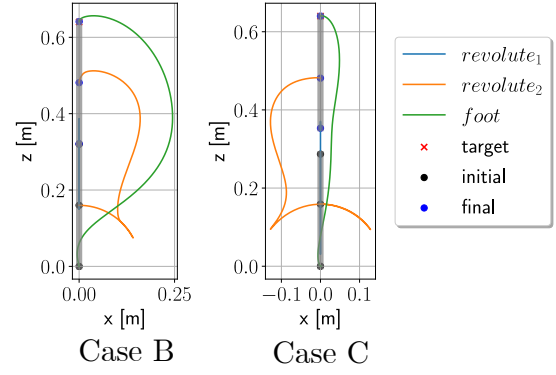 0.6
0.4
0.2
0.0
z [m]
0.00
0.25
x [m]
Case B
0.6
0.4
0.2
0.0
z [m]
−0.1
0.0
0.1
x [m]
Case C
revolute₁
revolute₂
foot
target
initial
final